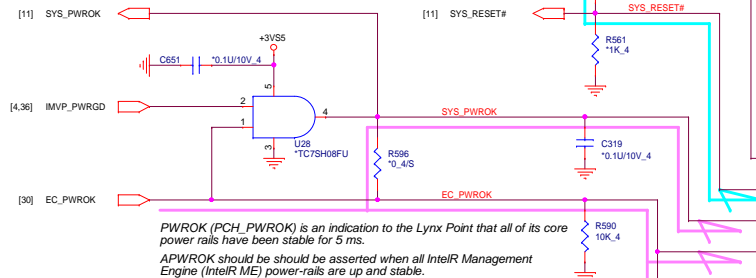 [11] SYS_PWROK
[11] SYS_RESET#
SYS_RESET#
+3VS5
R561
*1K_4
C651
*0.1U/10V_4
5
[4,36] IMVP_PWRGD
2
4
SYS_PWROK
1
3
U28
*TC7SH08FU
R596
*0_4/S
C319
*0.1U/10V_4
[30] EC_PWROK
EC_PWROK
R590
10K_4
PWROK (PCH_PWROK) is an indication to the Lynx Point that all of its core
power rails have been stable for 5 ms.
APWROK should be should be asserted when all IntelR Management
Engine (IntelR ME) power-rails are up and stable.